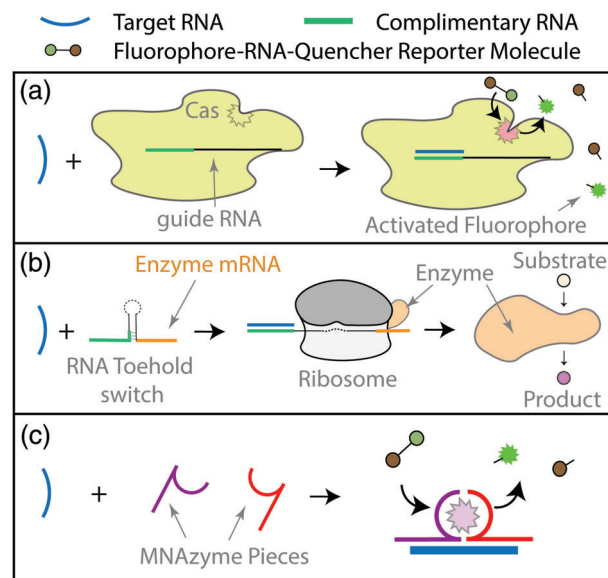 Target RNA
Complimentary RNA
Fluorophore-RNA-Quencher Reporter Molecule
(a)
Cas
+
guide RNA
Activated Fluorophore
(b)
Enzyme mRNA
+
RNA Toehold
switch
Ribosome
Enzyme
Substrate
Product
(c)
+
MNAzyme Pieces